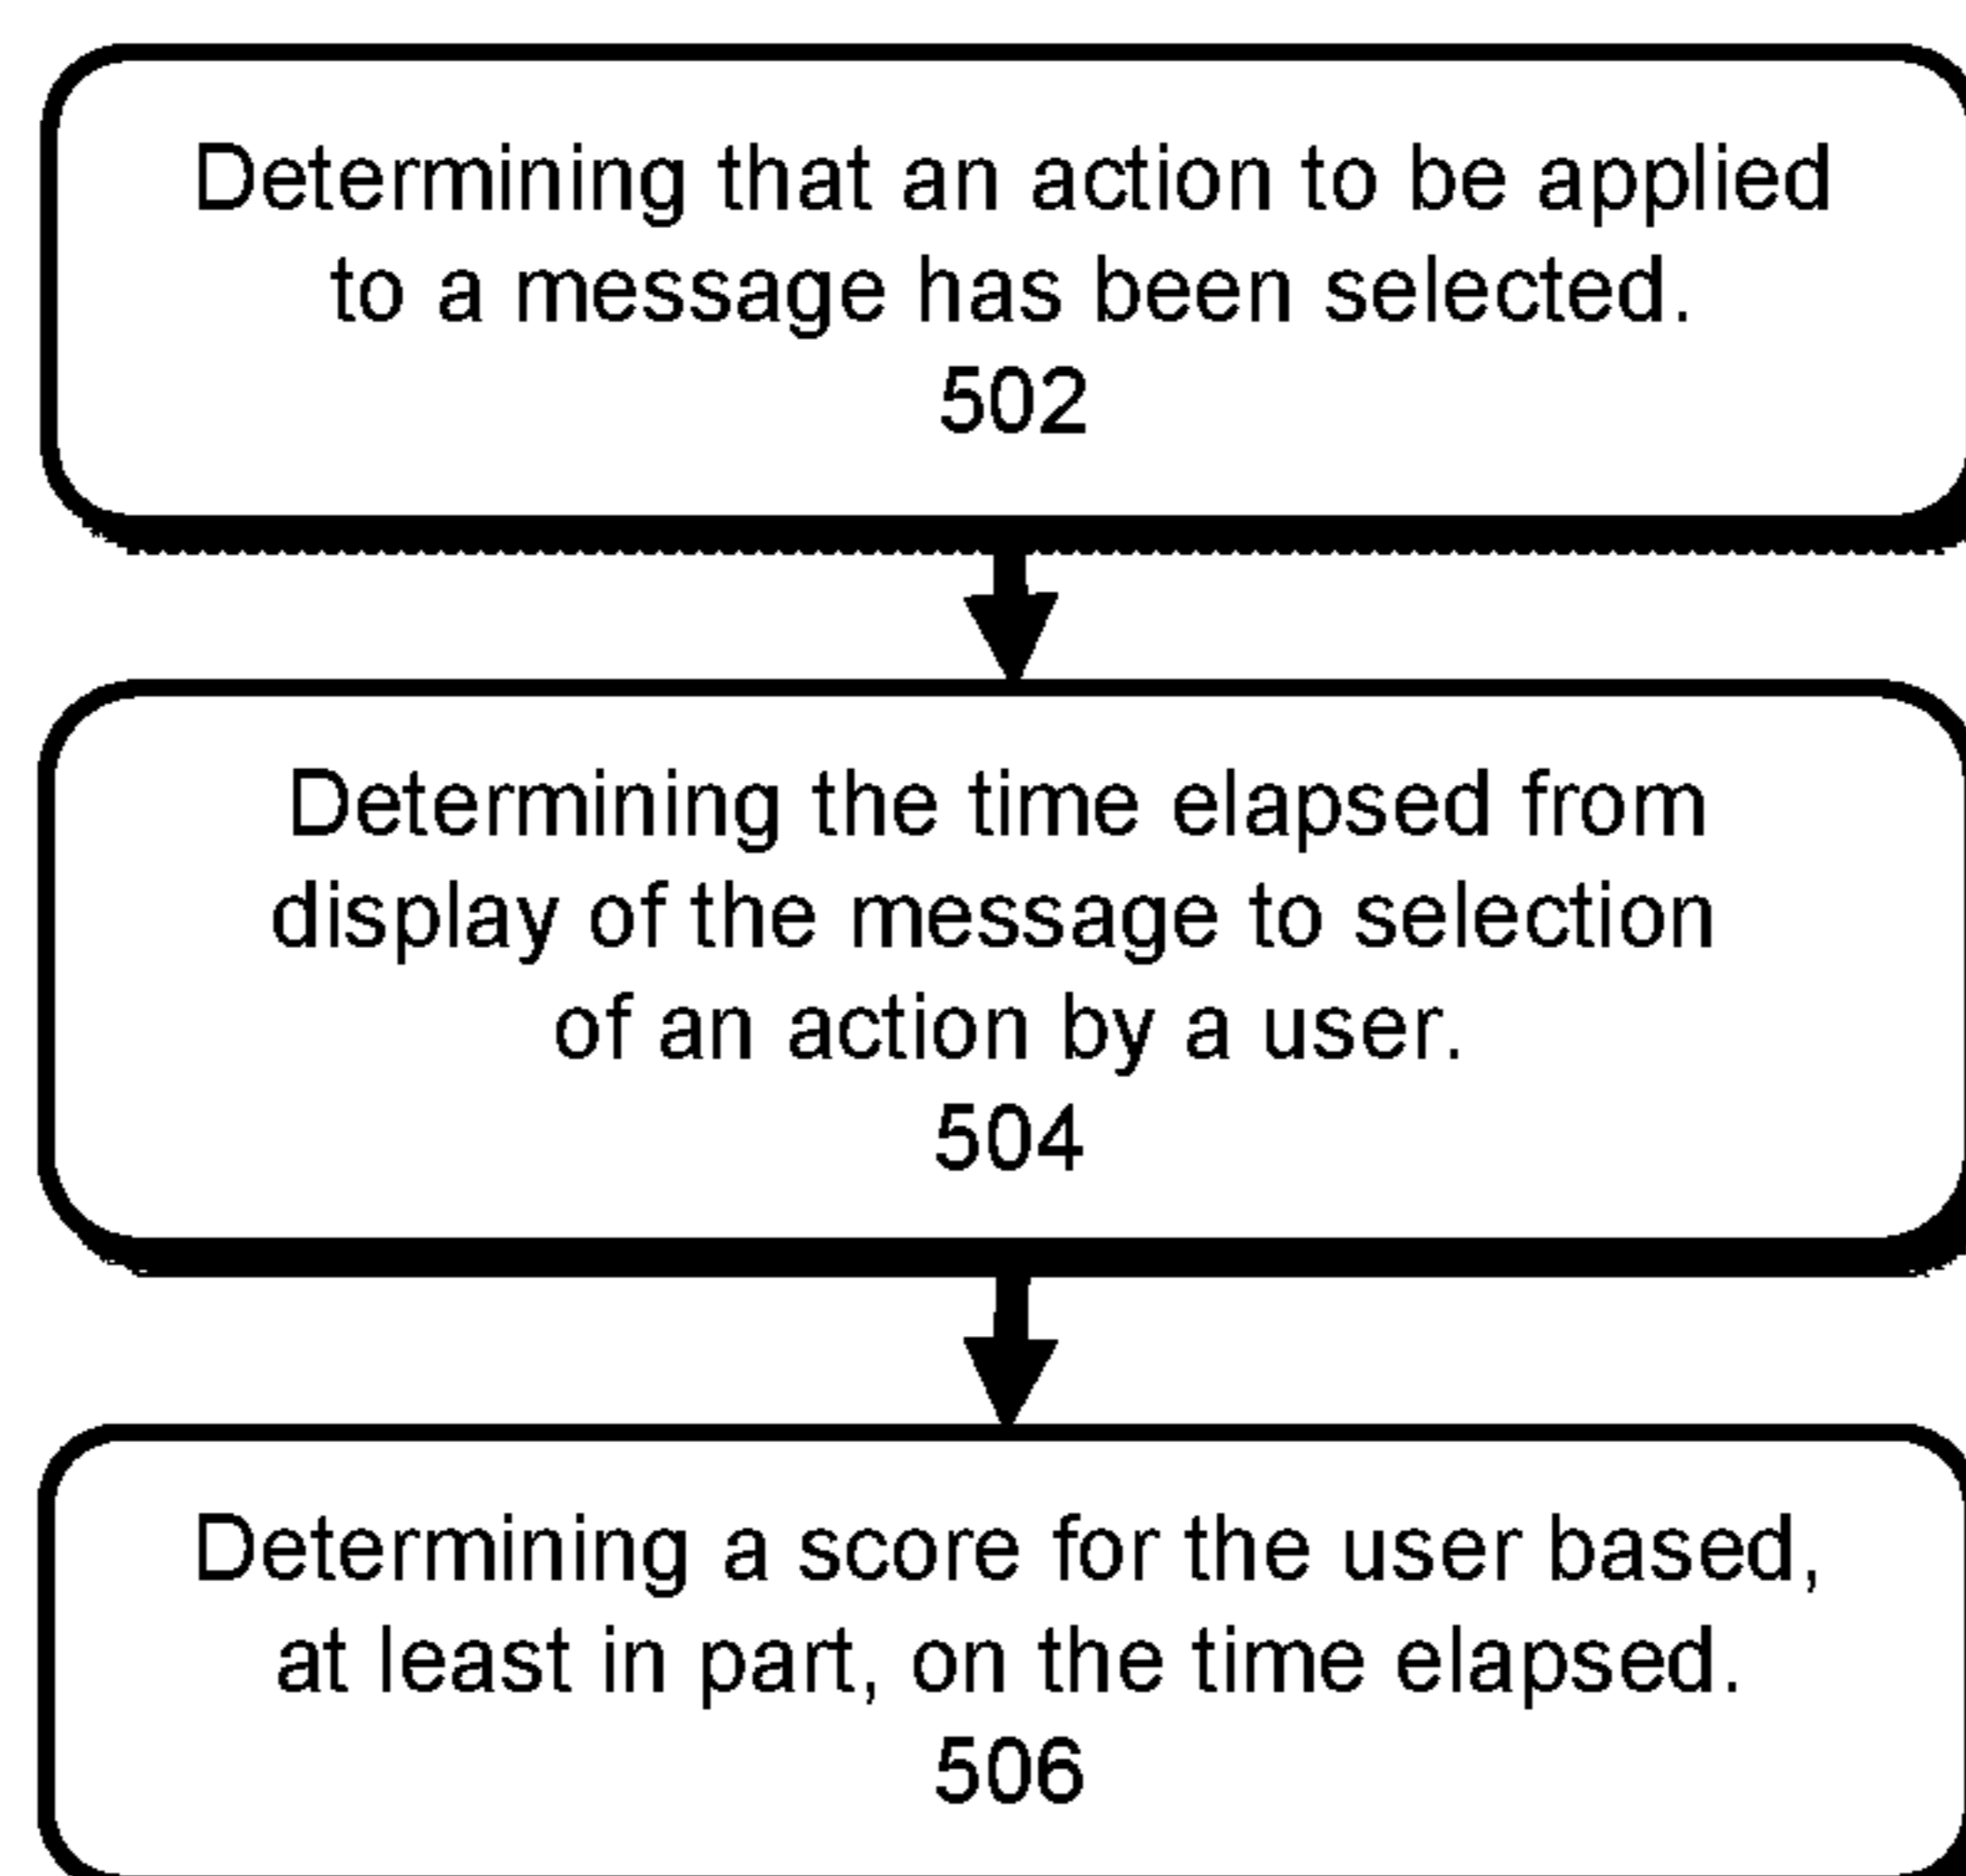 Determining that an action to be applied
to a message has been selected.
502
Determining the time elapsed from
display of the message to selection
of an action by a user.
504
Determining a score for the user based,
at least in part, on the time elapsed.
506